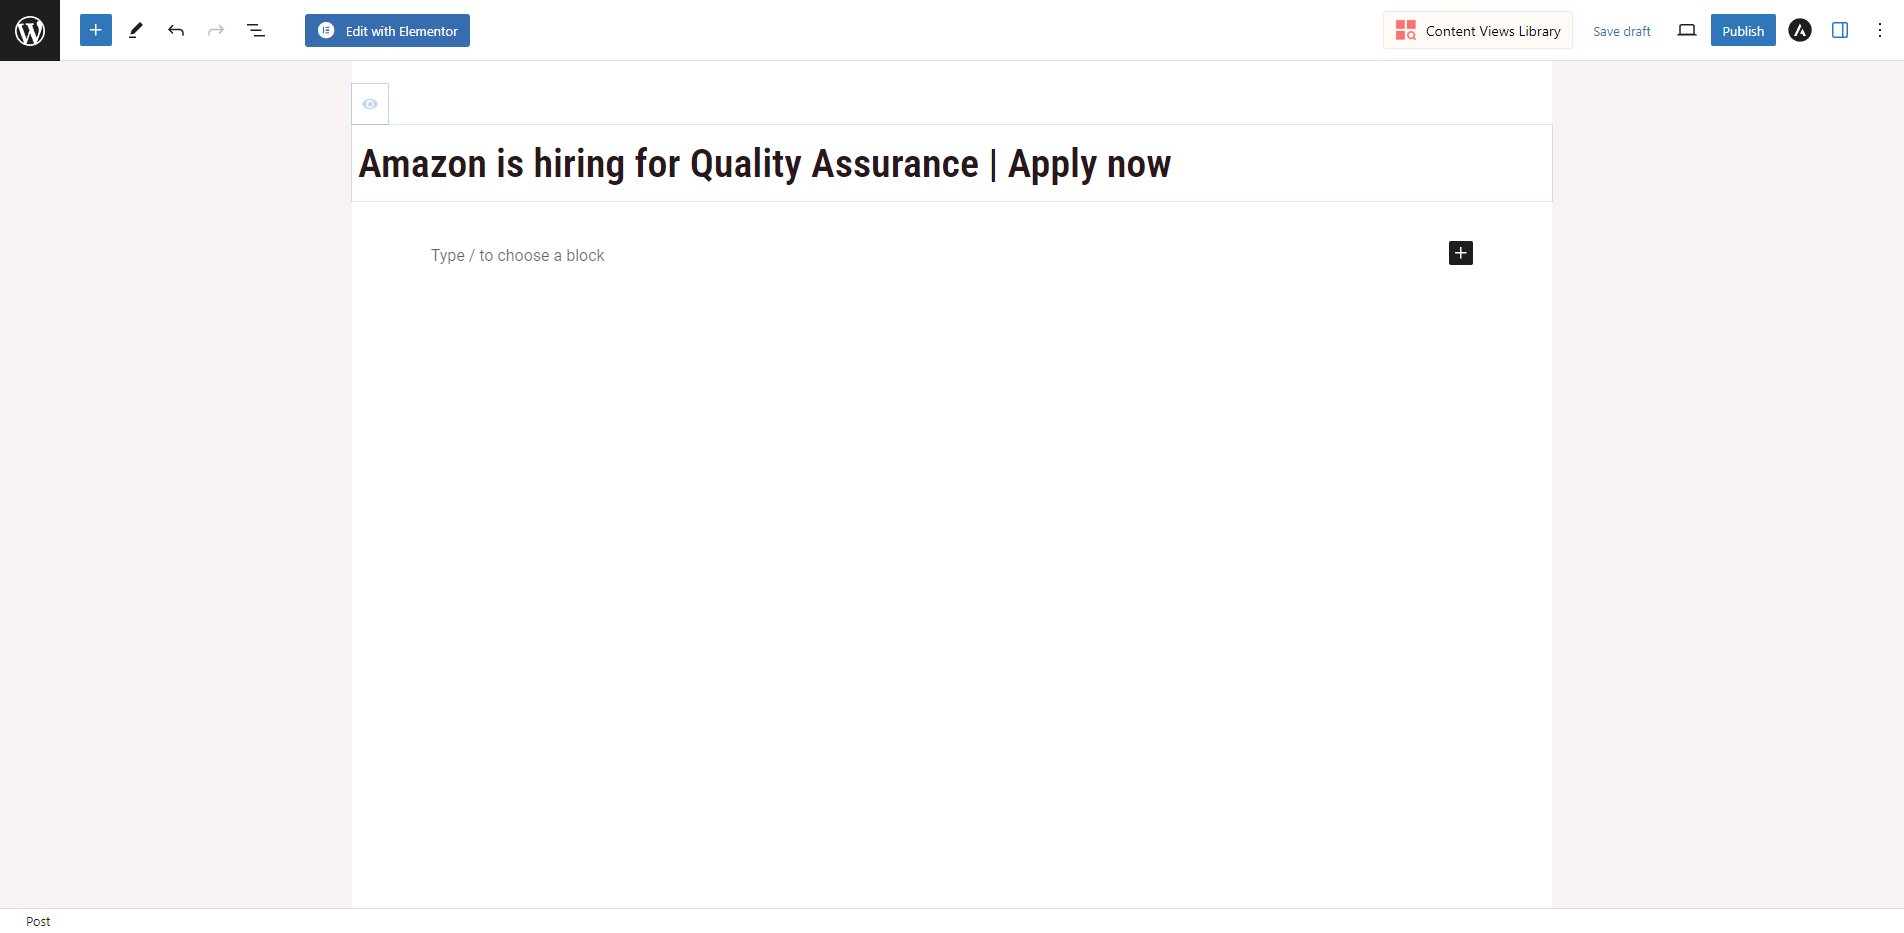 Edit with Elementor
Content Views Library
Save draft
Publish
Amazon is hiring for Quality Assurance | Apply now
Type / to choose a block
Post